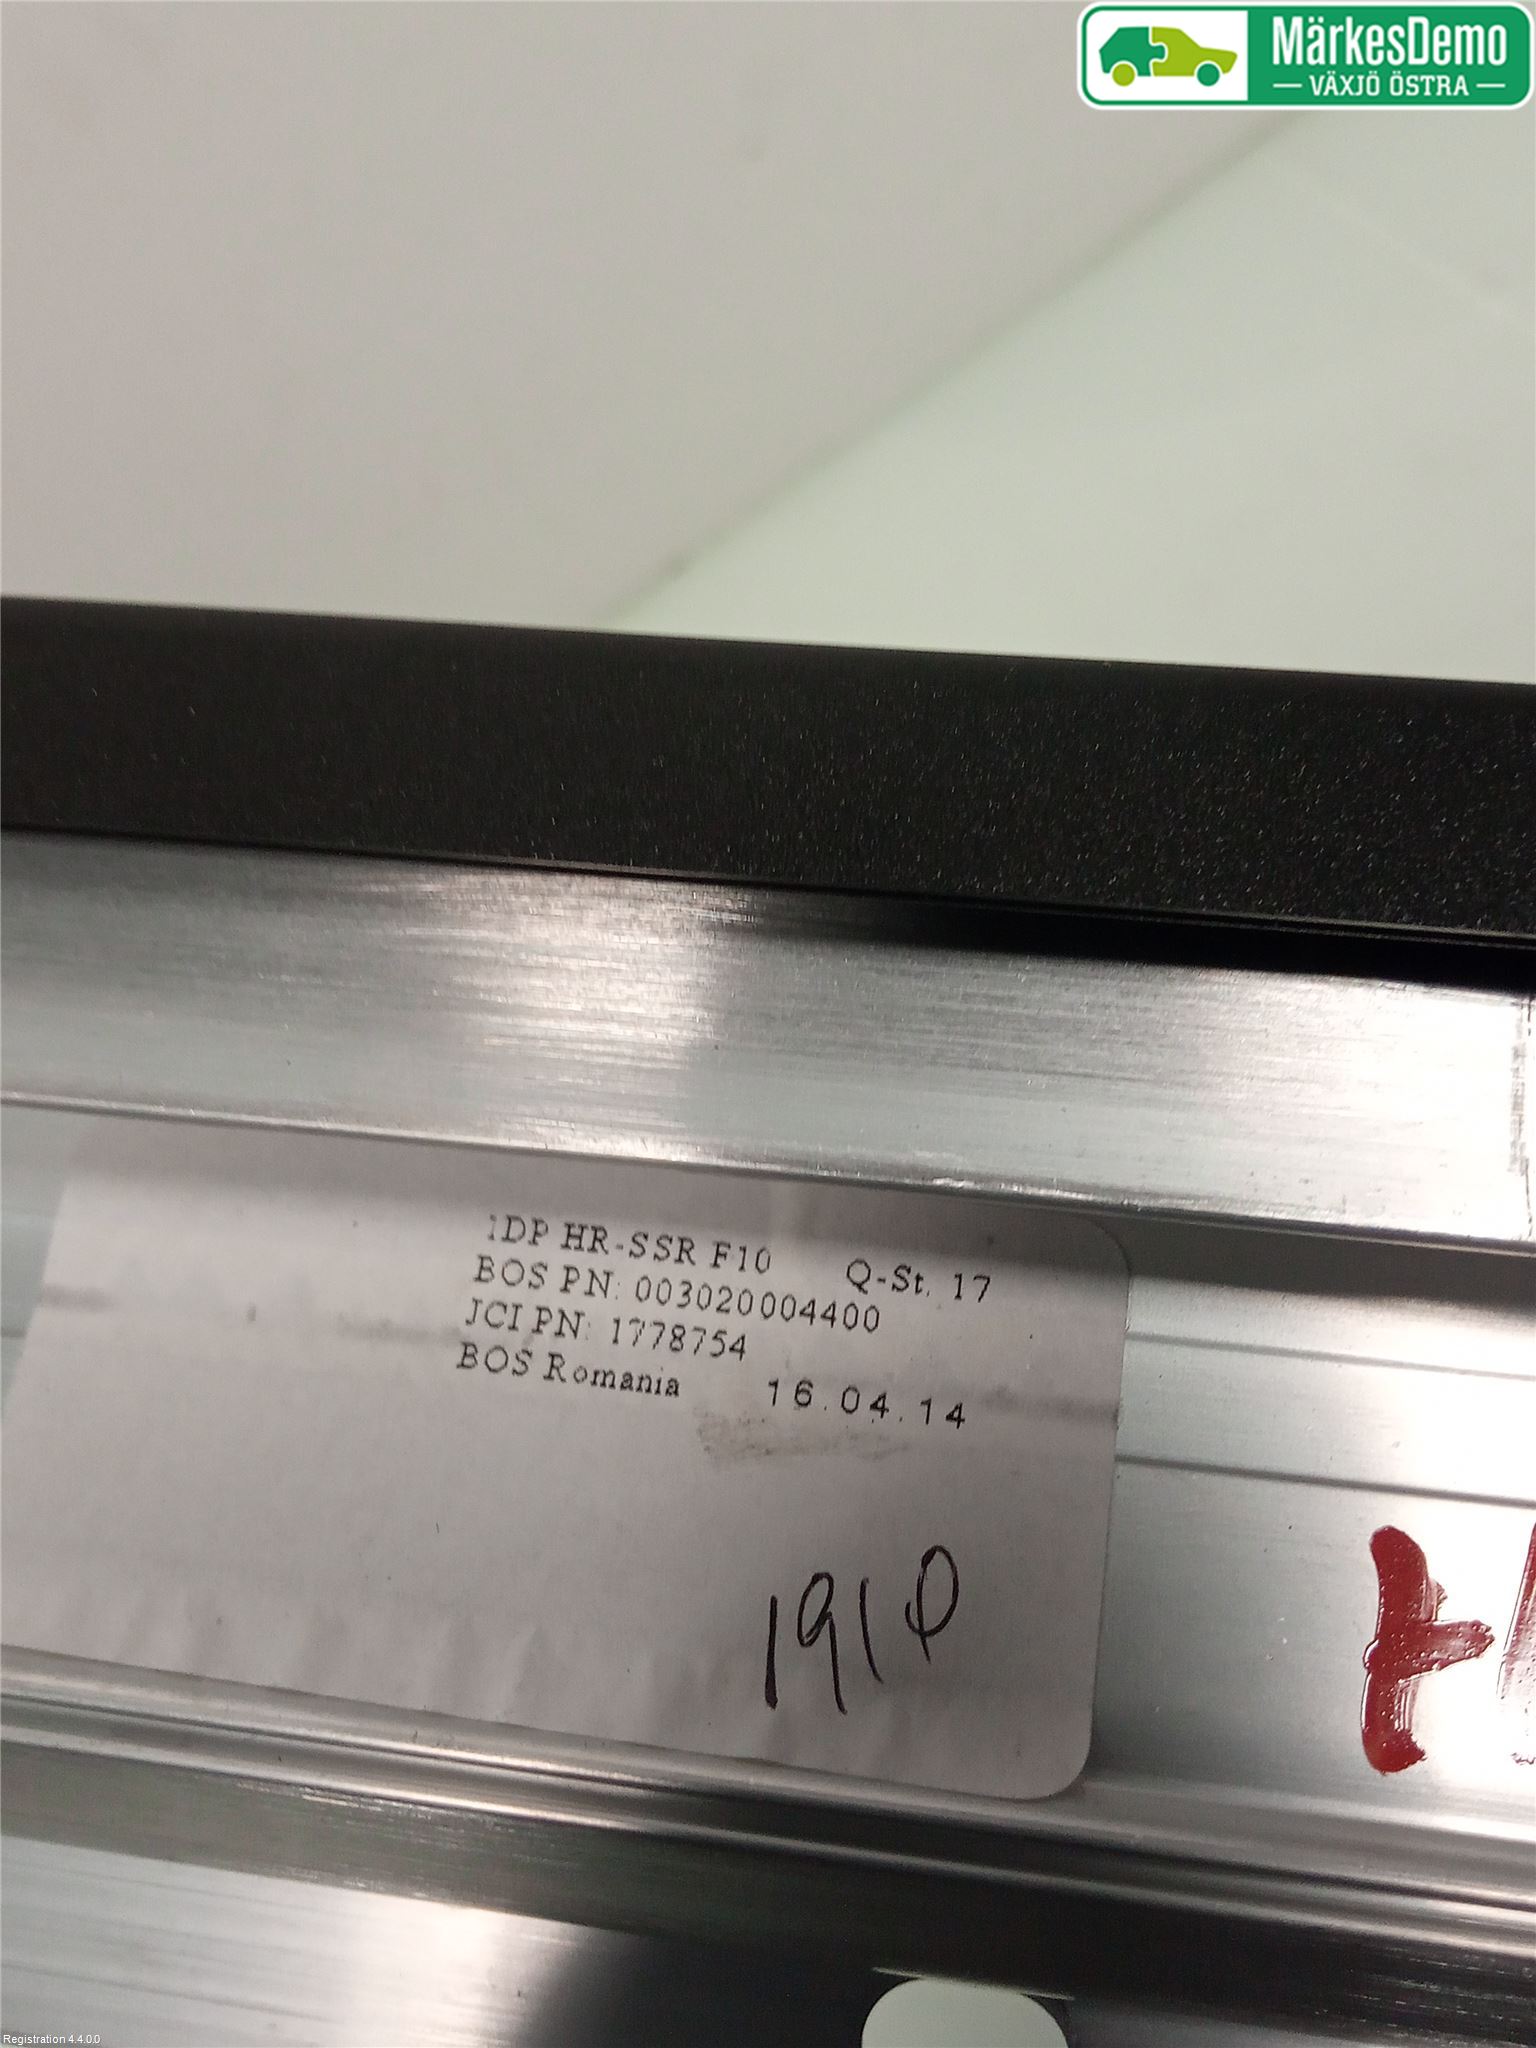 MärkesDemo
VÄXJÖ ÖSTRA
1DP HR-SSR F10 Q-St. 17
BOS PN: 003020004400
JCI PN: 1778754
BOS Romania 16.04.14
1910
Registration 4.4.0.0